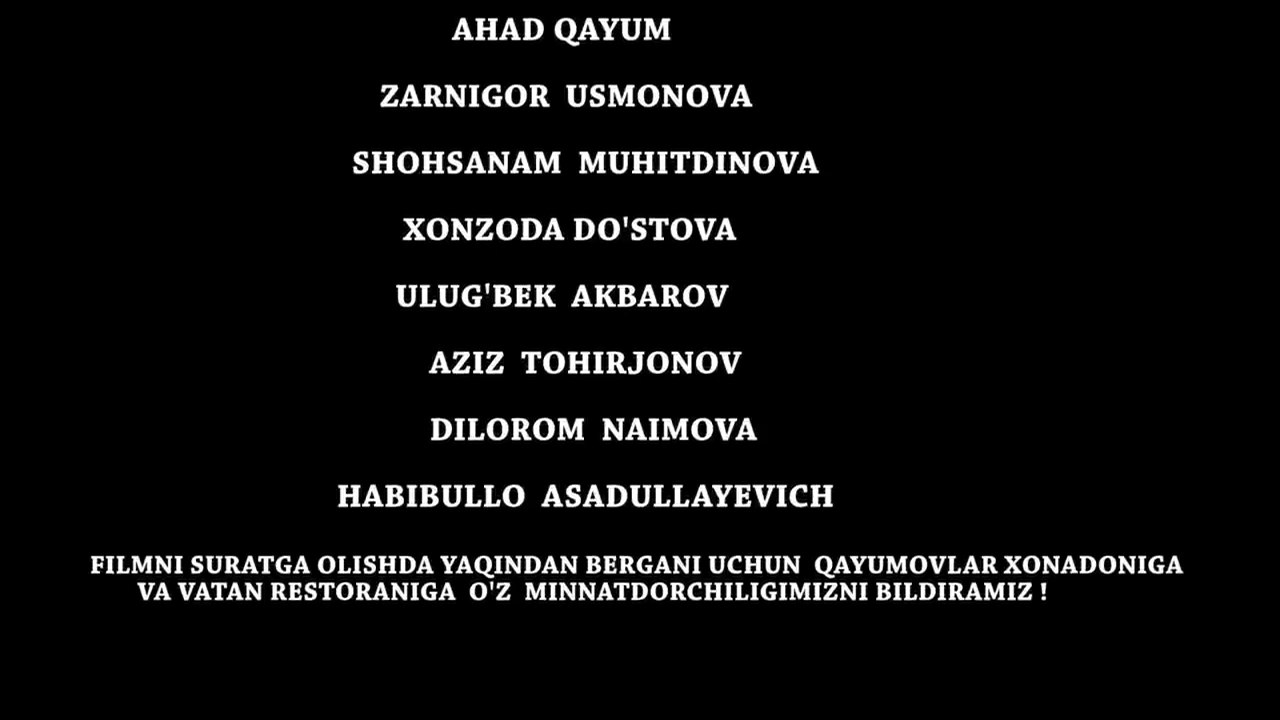 AHAD QAYUM
ZARNIGOR USMONOVA
SHOHSANAM MUHITDINOVA
XONZODA DO'STOVA
ULUG'BEK AKBAROV
AZIZ TOHIRJONOV
DILOROM NAIMOVA
HABIBULLO ASADULLAYEVICH
FILMNI SURATGA OLISHDA YAQINDAN BERGANI UCHUN QAYUMOVLAR XONADONIGA
VA VATAN RESTORANIGA O'Z MINNATDORCHILIGIMIZNI BILDIRAMIZ !